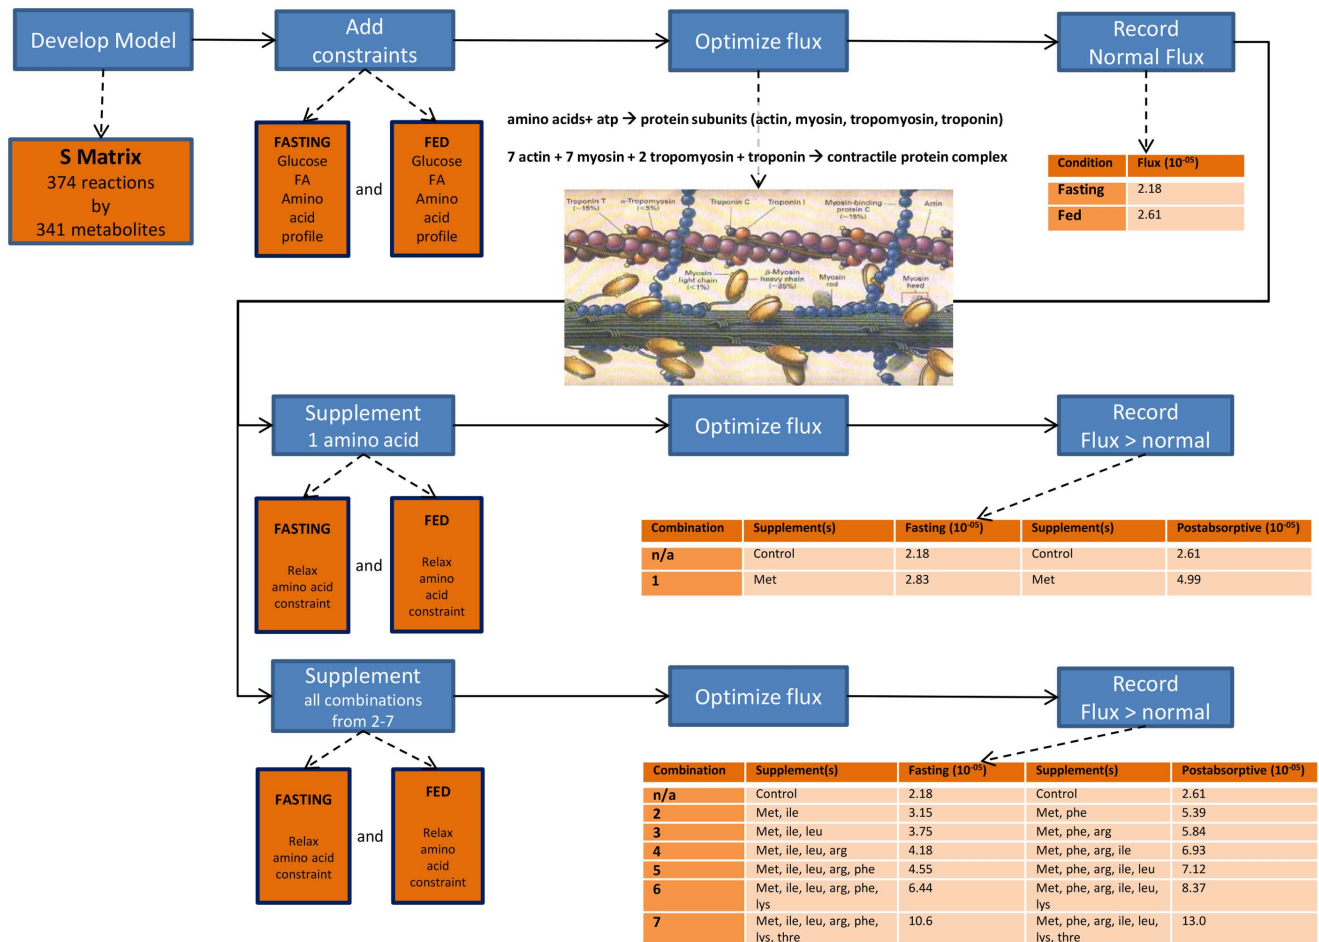 Develop Model
Add
constraints
Optimize flux
Record
Normal Flux
S Matrix
374 reactions
by
341 metabolites
FASTING
Glucose
FA
Amino
acid
profile
and
FED
Glucose
FA
Amino
acid
profile
amino acids+ atp → protein subunits (actin, myosin, tropomyosin, troponin)
7 actin + 7 myosin + 2 tropomyosin + troponin → contractile protein complex
Condition Flux (10⁻⁰⁵)
Fasting 2.18
Fed 2.61
Troponin T
(~15%)
α-Tropomyosin
(<5%)
Troponin C
Troponin I
Myosin-binding
protein C
(~15%)
Actin
Myosin
light chain
(<1%)
β-Myosin
heavy chain
(~35%)
Myosin
rod
Myosin
head
Supplement
1 amino acid
Optimize flux
Record
Flux > normal
FASTING
Relax
amino acid
constraint
and
FED
Relax
amino
acid
constraint
Combination Supplement(s) Fasting (10⁻⁰⁵) Supplement(s) Postabsorptive (10⁻⁰⁵)
n/a Control 2.18 Control 2.61
1 Met 2.83 Met 4.99
Supplement
all combinations
from 2-7
Optimize flux
Record
Flux > normal
FASTING
Relax
amino acid
constraint
and
FED
Relax
amino
acid
constraint
Combination Supplement(s) Fasting (10⁻⁰⁵) Supplement(s) Postabsorptive (10⁻⁰⁵)
n/a Control 2.18 Control 2.61
2 Met, ile 3.15 Met, phe 5.39
3 Met, ile, leu 3.75 Met, phe, arg 5.84
4 Met, ile, leu, arg 4.18 Met, phe, arg, ile 6.93
5 Met, ile, leu, arg, phe 4.55 Met, phe, arg, ile, leu 7.12
6 Met, ile, leu, arg, phe, 6.44 Met, phe, arg, ile, leu, 8.37
lys lys
7 Met, ile, leu, arg, phe, 10.6 Met, phe, arg, ile, leu, 13.0
lys, thre lys, thre